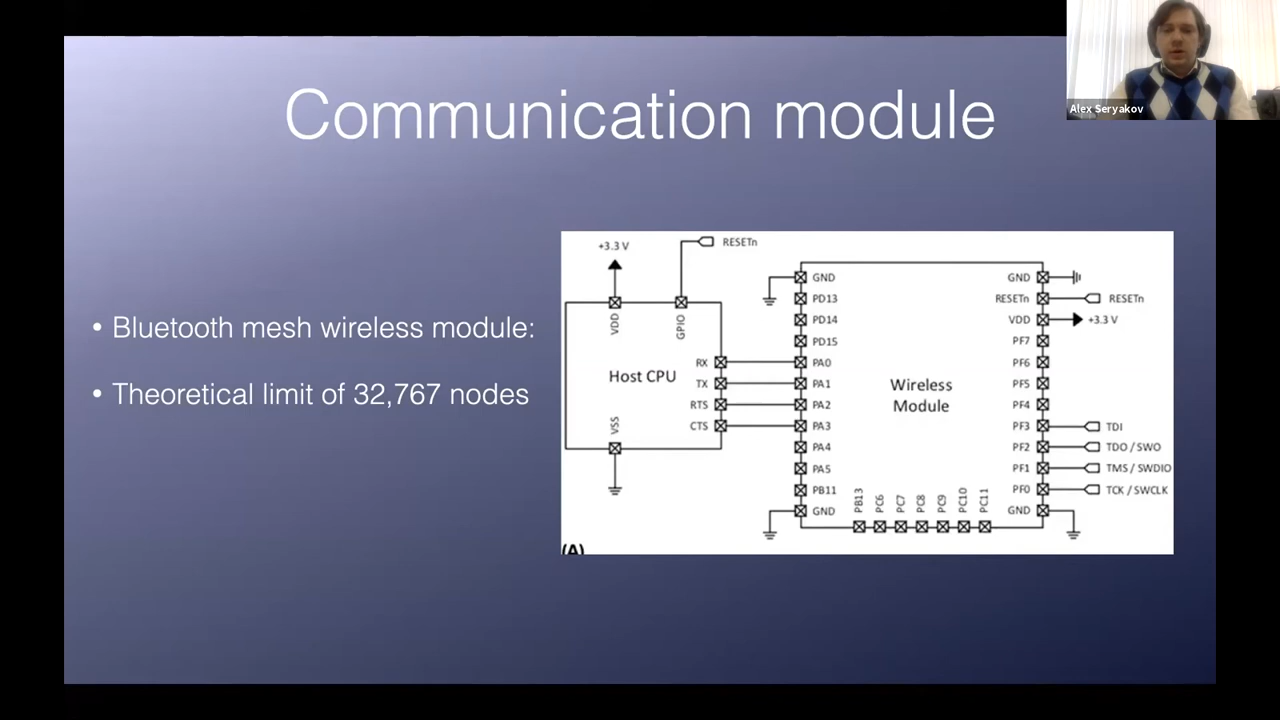 Communication module
Alex Seryakov
• Bluetooth mesh wireless module:
• Theoretical limit of 32,767 nodes
+3.3 V
RESETn
VDD
GPIO
Host CPU
RX
TX
RTS
CTS
VSS
GND
PD13
PD14
PD15
PA0
PA1
PA2
PA3
PA4
PA5
PB11
GND
Wireless
Module
PB13
PC6
PC7
PC8
PC9
PC10
PC11
GND
RESETn
RESETn
VDD
+3.3 V
PF7
PF6
PF5
PF4
PF3
TDI
PF2
TDO / SWO
PF1
TMS / SWDIO
PF0
TCK / SWCLK
GND
(A)